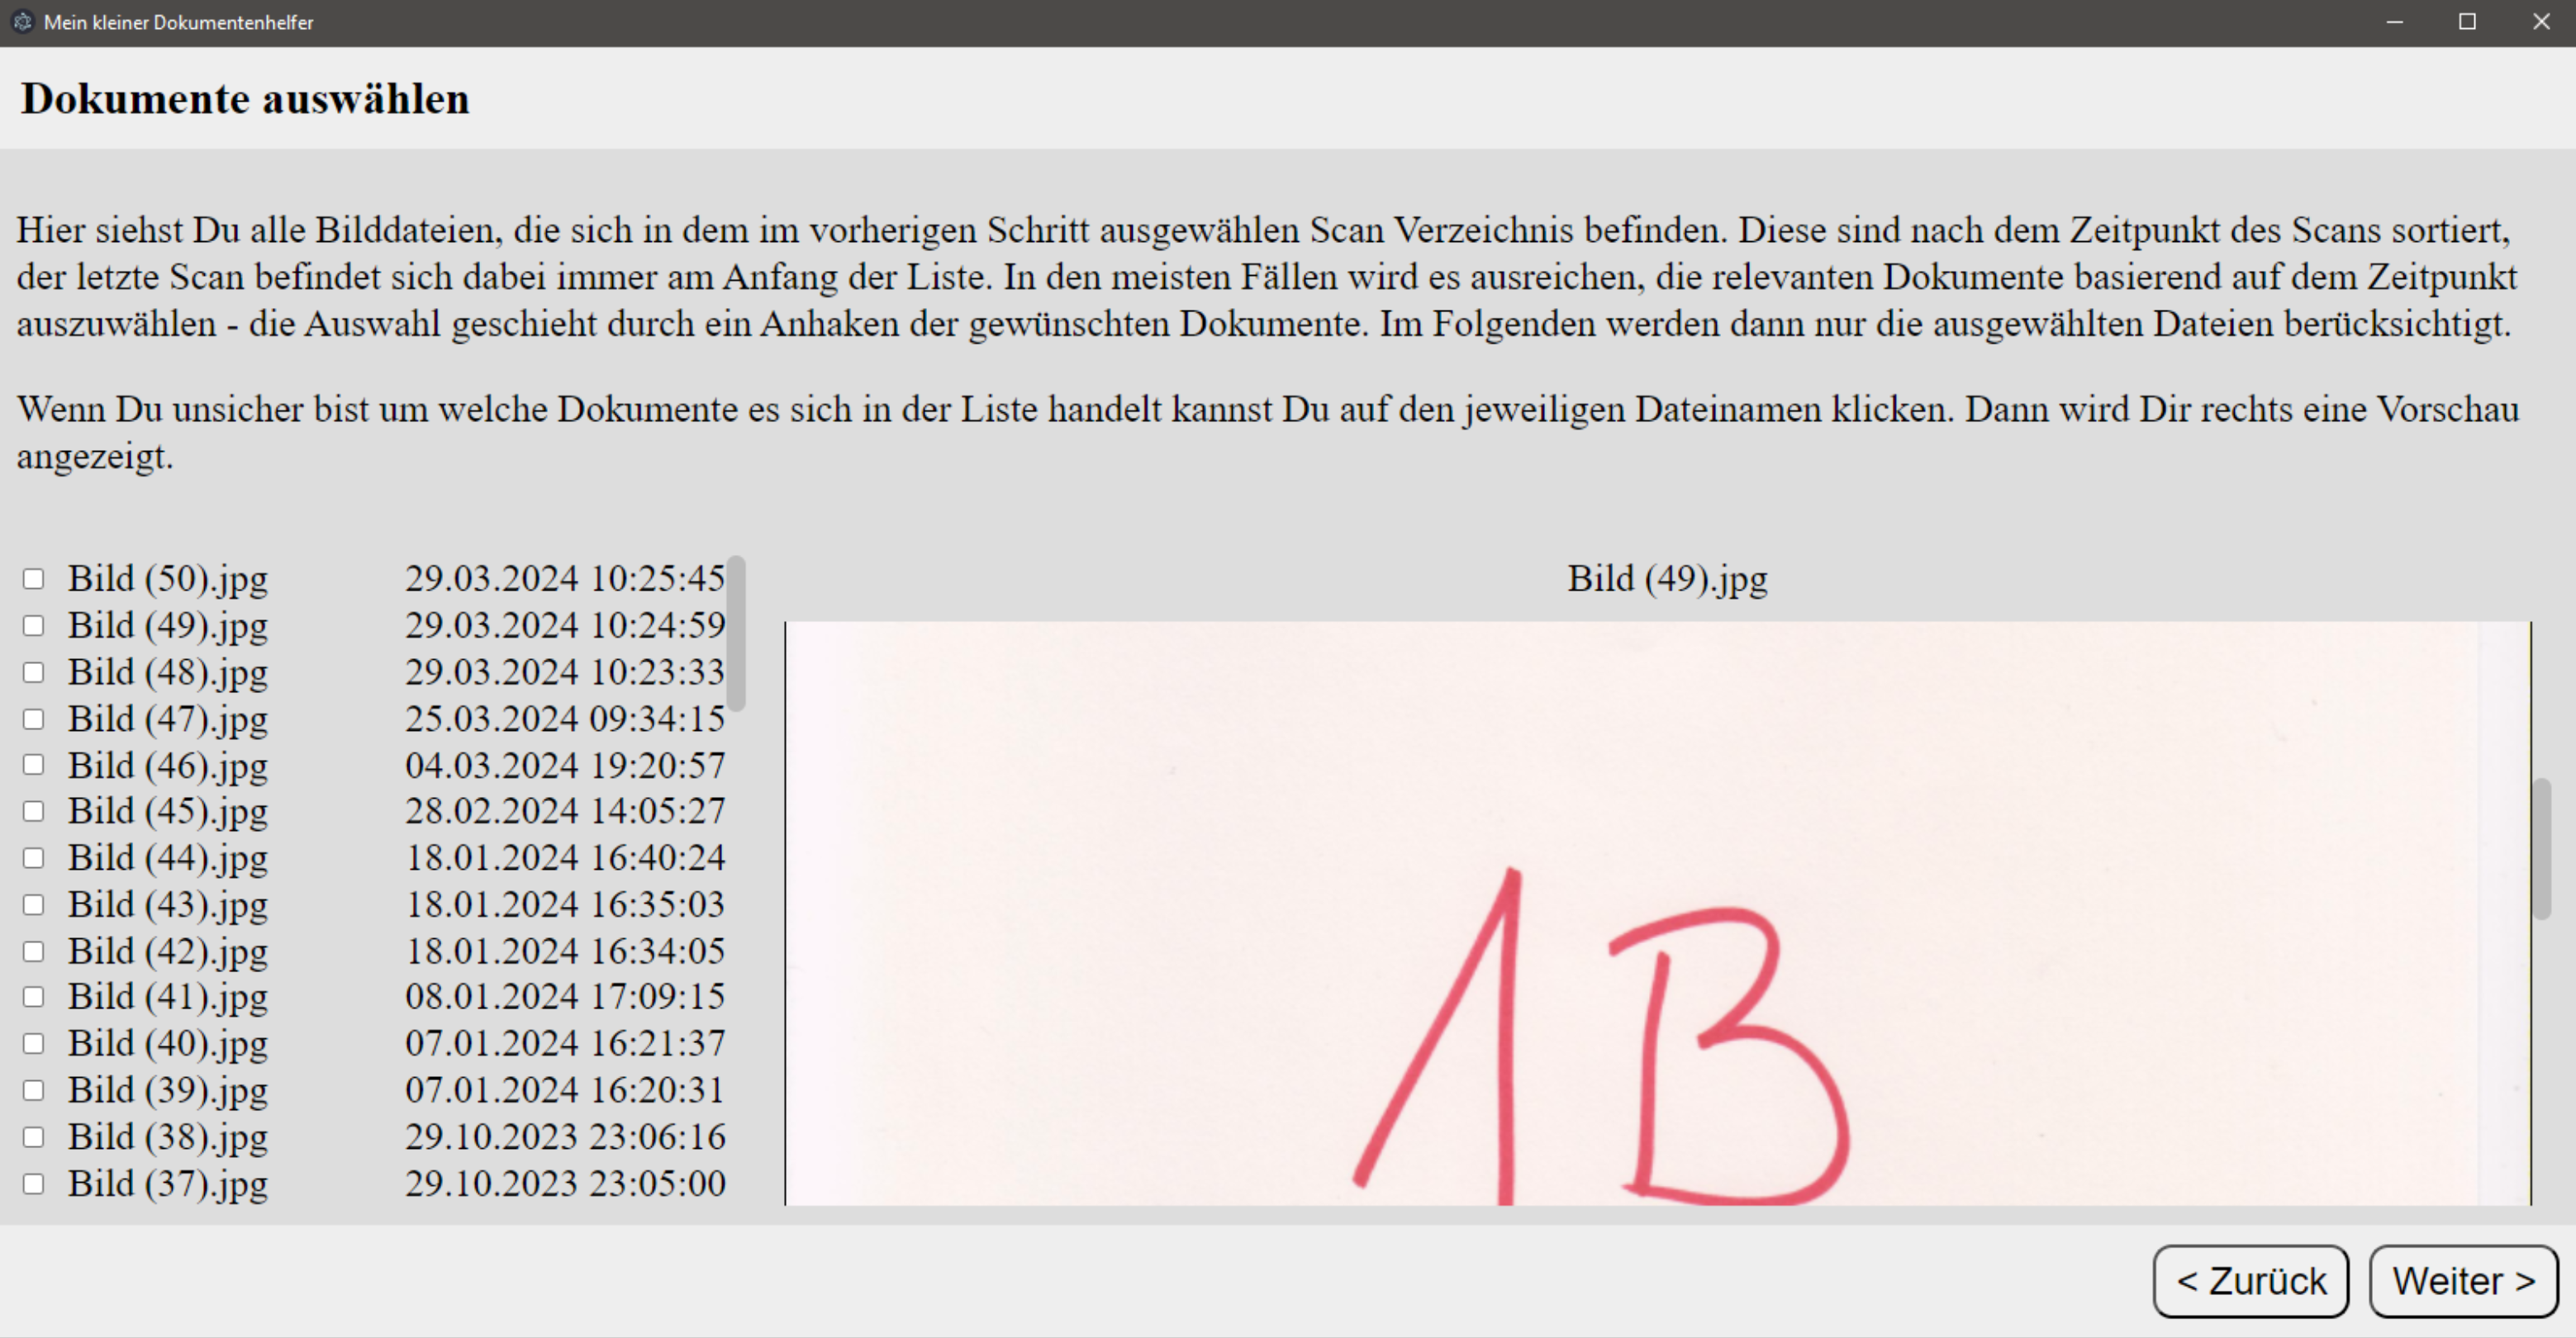 Mein kleiner Dokumentenhelfer
Dokumente auswählen
Hier siehst Du alle Bilddateien, die sich in dem im vorherigen Schritt ausgewählen Scan Verzeichnis befinden. Diese sind nach dem Zeitpunkt des Scans sortiert,
der letzte Scan befindet sich dabei immer am Anfang der Liste. In den meisten Fällen wird es ausreichen, die relevanten Dokumente basierend auf dem Zeitpunkt
auszuwählen - die Auswahl geschieht durch ein Anhaken der gewünschten Dokumente. Im Folgenden werden dann nur die ausgewählten Dateien berücksichtigt.
Wenn Du unsicher bist um welche Dokumente es sich in der Liste handelt kannst Du auf den jeweiligen Dateinamen klicken. Dann wird Dir rechts eine Vorschau
angezeigt.
Bild (50).jpg 29.03.2024 10:25:45
Bild (49).jpg 29.03.2024 10:24:59
Bild (48).jpg 29.03.2024 10:23:33
Bild (47).jpg 25.03.2024 09:34:15
Bild (46).jpg 04.03.2024 19:20:57
Bild (45).jpg 28.02.2024 14:05:27
Bild (44).jpg 18.01.2024 16:40:24
Bild (43).jpg 18.01.2024 16:35:03
Bild (42).jpg 18.01.2024 16:34:05
Bild (41).jpg 08.01.2024 17:09:15
Bild (40).jpg 07.01.2024 16:21:37
Bild (39).jpg 07.01.2024 16:20:31
Bild (38).jpg 29.10.2023 23:06:16
Bild (37).jpg 29.10.2023 23:05:00
Bild (49).jpg
1B
< Zurück
Weiter >